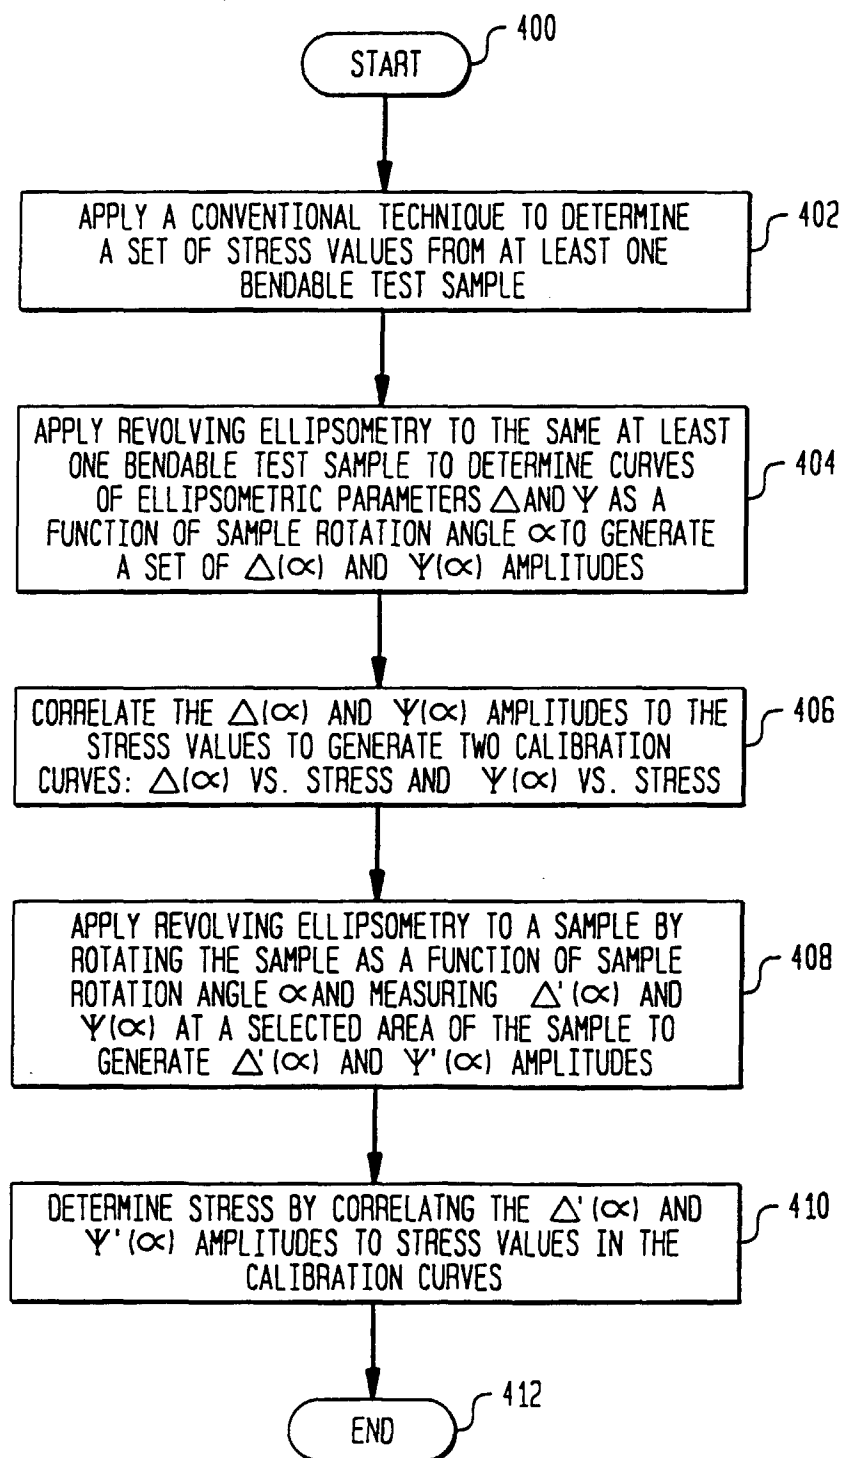 400
START
APPLY A CONVENTIONAL TECHNIQUE TO DETERMINE
A SET OF STRESS VALUES FROM AT LEAST ONE
BENDABLE TEST SAMPLE
402
APPLY REVOLVING ELLIPSOMETRY TO THE SAME AT LEAST
ONE BENDABLE TEST SAMPLE TO DETERMINE CURVES
OF ELLIPSOMETRIC PARAMETERS Δ AND Ψ AS A
FUNCTION OF SAMPLE ROTATION ANGLE ∝ TO GENERATE
A SET OF Δ(∝) AND Ψ(∝) AMPLITUDES
404
CORRELATE THE Δ(∝) AND Ψ(∝) AMPLITUDES TO THE
STRESS VALUES TO GENERATE TWO CALIBRATION
CURVES: Δ(∝) VS. STRESS AND Ψ(∝) VS. STRESS
406
APPLY REVOLVING ELLIPSOMETRY TO A SAMPLE BY
ROTATING THE SAMPLE AS A FUNCTION OF SAMPLE
ROTATION ANGLE ∝ AND MEASURING Δ'(∝) AND
Ψ(∝) AT A SELECTED AREA OF THE SAMPLE TO
GENERATE Δ'(∝) AND Ψ'(∝) AMPLITUDES
408
DETERMINE STRESS BY CORRELATNG THE Δ'(∝) AND
Ψ'(∝) AMPLITUDES TO STRESS VALUES IN THE
CALIBRATION CURVES
410
412
END